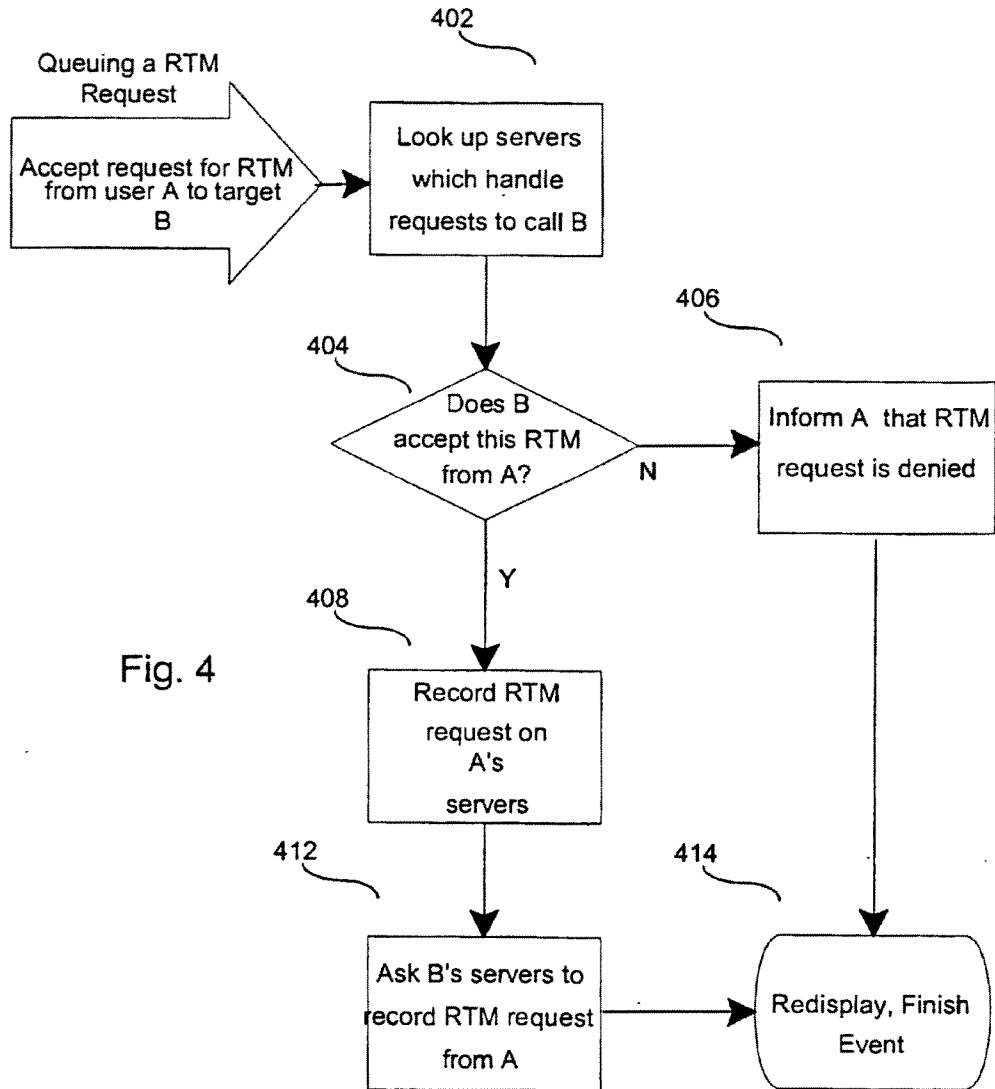 402
Queuing a RTM
Request
Accept request for RTM
from user A to target
B
Look up servers
which handle
requests to call B
404
Does B
accept this RTM
from A?
N
Y
406
Inform A that RTM
request is denied
408
Record RTM
request on
A's
servers
Fig. 4
412
Ask B's servers to
record RTM request
from A
414
Redisplay, Finish
Event